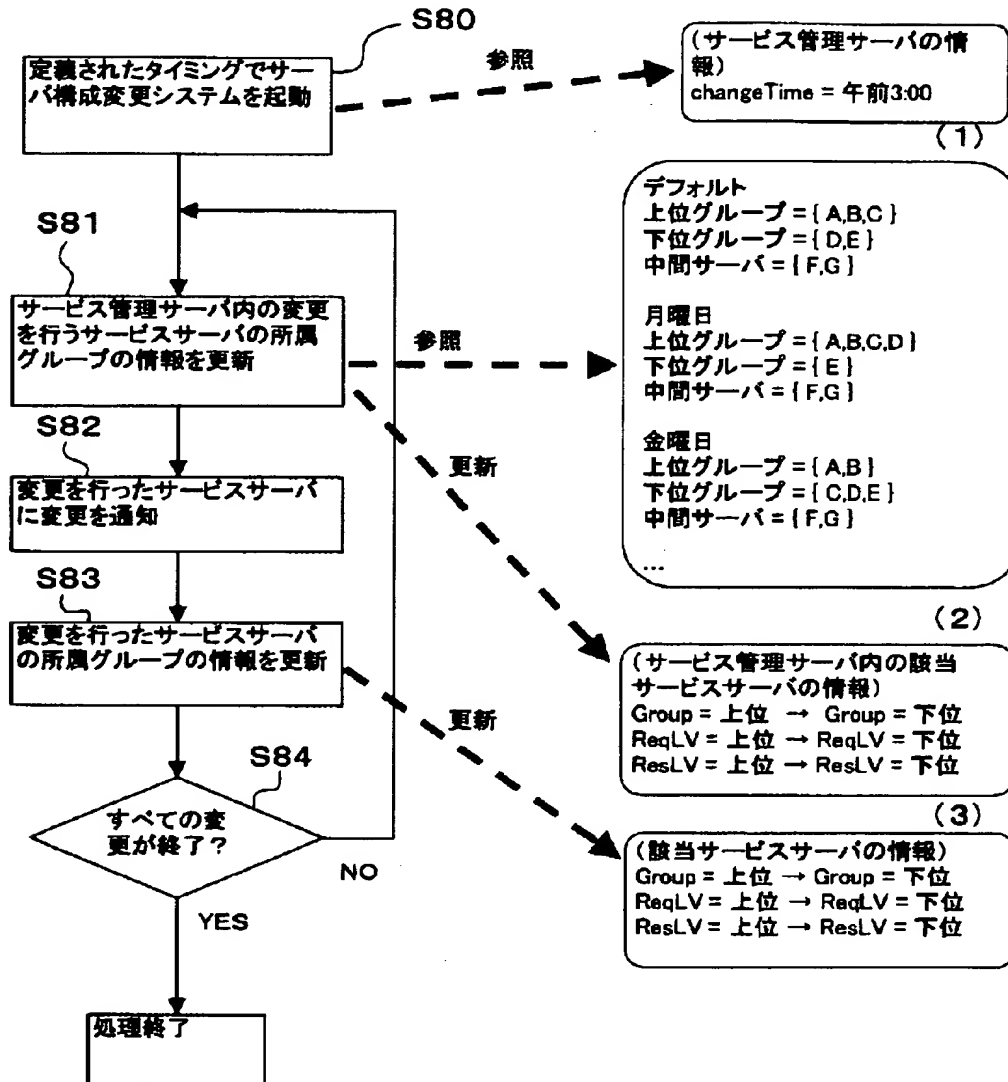 S80
定義されたタイミングでサー
バ構成変更システムを起動
参照
(サービス管理サーバの情
報)
changeTime = 午前3:00
(1)
S81
サービス管理サーバ内の変更
を行うサービスサーバの所属
グループの情報を更新
参照
デフォルト
上位グループ = { A,B,C }
下位グループ = { D,E }
中間サーバ = { F,G }
月曜日
上位グループ = { A,B,C,D }
下位グループ = { E }
中間サーバ = { F,G }
金曜日
上位グループ = { A,B }
下位グループ = { C,D,E }
中間サーバ = { F,G }
...
(2)
S82
変更を行ったサービスサーバ
に変更を通知
更新
(サービス管理サーバ内の該当
サービスサーバの情報)
Group = 上位 → Group = 下位
ReqLV = 上位 → ReqLV = 下位
ResLV = 上位 → ResLV = 下位
(3)
S83
変更を行ったサービスサーバ
の所属グループの情報を更新
更新
(該当サービスサーバの情報)
Group = 上位 → Group = 下位
ReqLV = 上位 → ReqLV = 下位
ResLV = 上位 → ResLV = 下位
S84
すべての変
更が終了？
NO
YES
処理終了